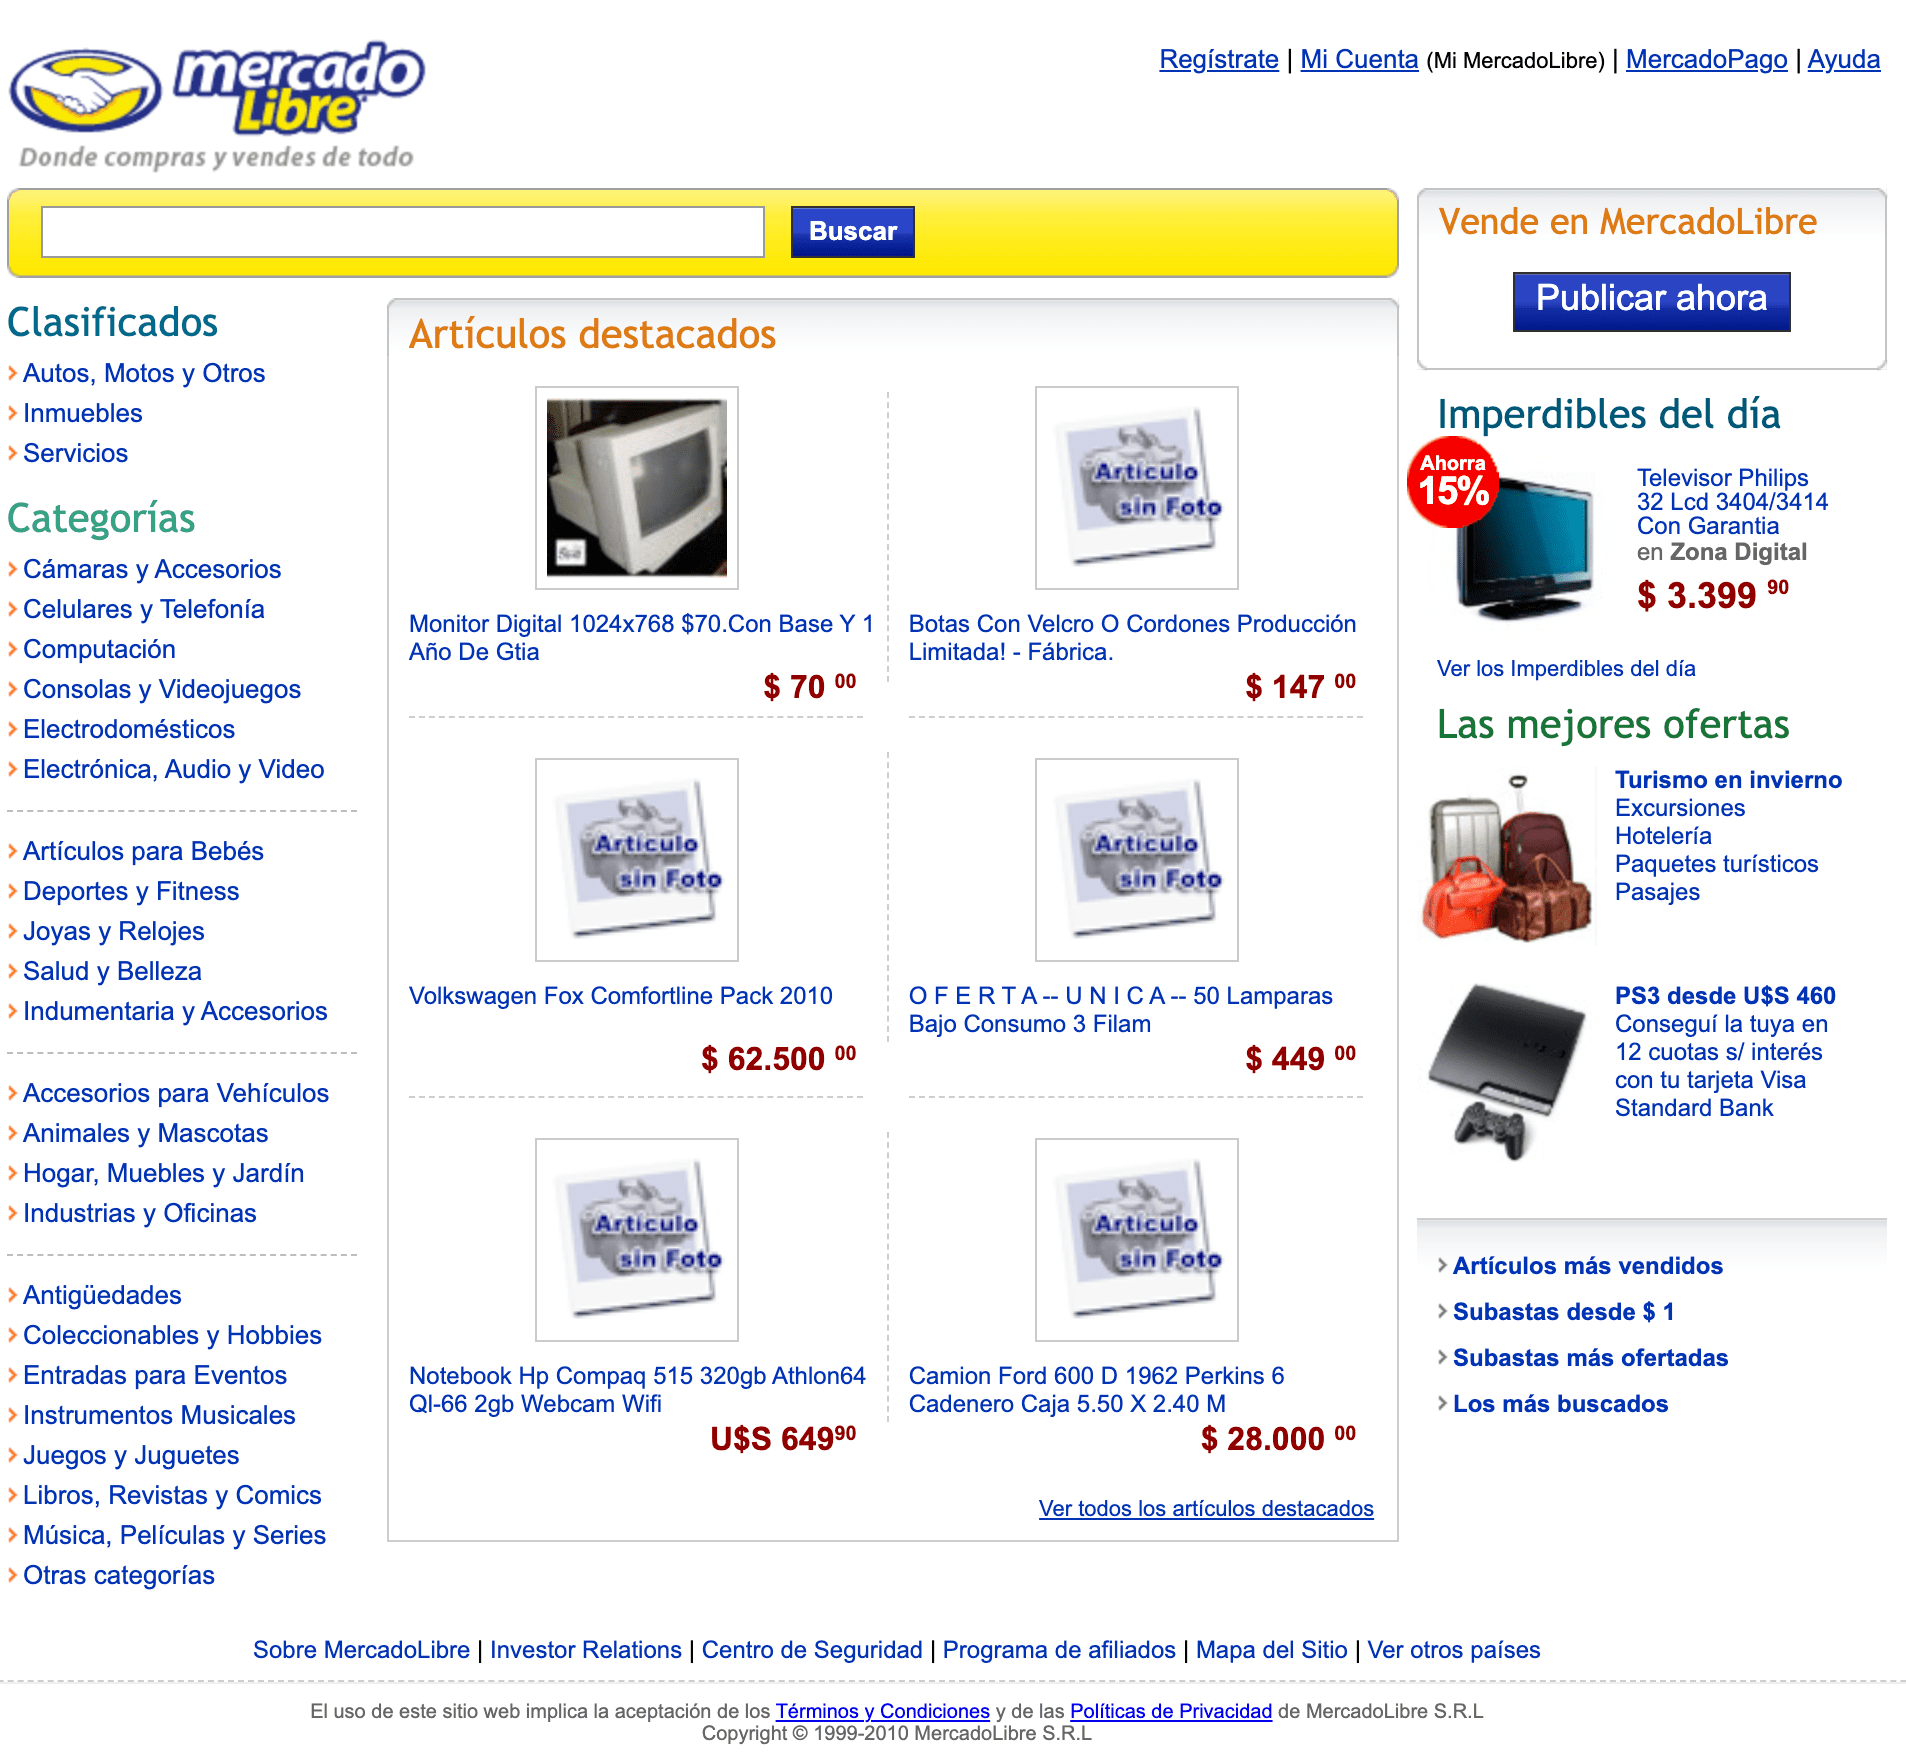 mercado
Libre
Donde compras y vendes de todo
Regístrate | Mi Cuenta (Mi MercadoLibre) | MercadoPago | Ayuda
Buscar
Vende en MercadoLibre
Publicar ahora
Clasificados
Autos, Motos y Otros
Inmuebles
Servicios
Categorías
Cámaras y Accesorios
Celulares y Telefonía
Computación
Consolas y Videojuegos
Electrodomésticos
Electrónica, Audio y Video
Artículos para Bebés
Deportes y Fitness
Joyas y Relojes
Salud y Belleza
Indumentaria y Accesorios
Accesorios para Vehículos
Animales y Mascotas
Hogar, Muebles y Jardín
Industrias y Oficinas
Antigüedades
Coleccionables y Hobbies
Entradas para Eventos
Instrumentos Musicales
Juegos y Juguetes
Libros, Revistas y Comics
Música, Películas y Series
Otras categorías
Artículos destacados
Monitor Digital 1024x768 $70.Con Base Y 1
Año De Gtia
$ 70 00
Artículo
sin Foto
Botas Con Velcro O Cordones Producción
Limitada! - Fábrica.
$ 147 00
Artículo
sin Foto
Volkswagen Fox Comfortline Pack 2010
$ 62.500 00
Artículo
sin Foto
O F E R T A -- U N I C A -- 50 Lamparas
Bajo Consumo 3 Filam
$ 449 00
Artículo
sin Foto
Notebook Hp Compaq 515 320gb Athlon64
Ql-66 2gb Webcam Wifi
U$S 649 90
Artículo
sin Foto
Camion Ford 600 D 1962 Perkins 6
Cadenero Caja 5.50 X 2.40 M
$ 28.000 00
Ver todos los artículos destacados
Imperdibles del día
Ahorra
15%
Televisor Philips
32 Lcd 3404/3414
Con Garantia
en Zona Digital
$ 3.399 90
Ver los Imperdibles del día
Las mejores ofertas
Turismo en invierno
Excursiones
Hotelería
Paquetes turísticos
Pasajes
PS3 desde U$S 460
Conseguí la tuya en
12 cuotas s/ interés
con tu tarjeta Visa
Standard Bank
Artículos más vendidos
Subastas desde $ 1
Subastas más ofertadas
Los más buscados
Sobre MercadoLibre | Investor Relations | Centro de Seguridad | Programa de afiliados | Mapa del Sitio | Ver otros países
El uso de este sitio web implica la aceptación de los Términos y Condiciones y de las Políticas de Privacidad de MercadoLibre S.R.L
Copyright © 1999-2010 MercadoLibre S.R.L